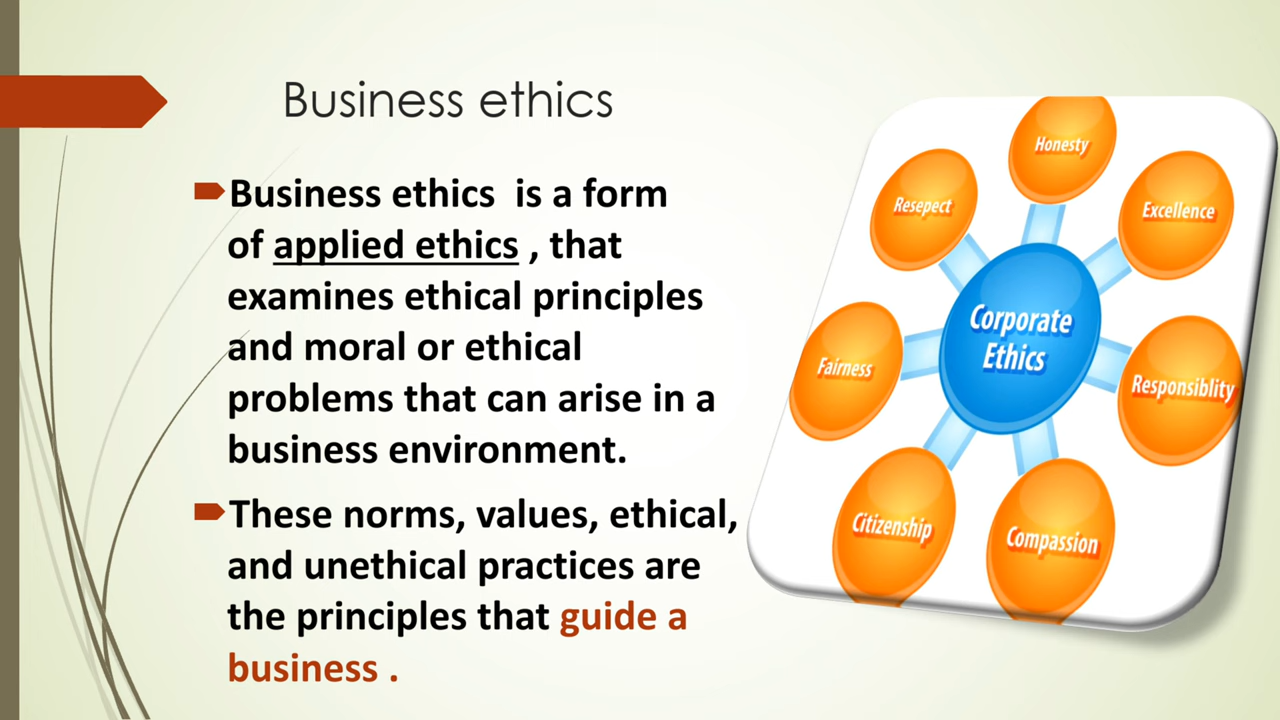 Business ethics
Business ethics is a form
of applied ethics , that
examines ethical principles
and moral or ethical
problems that can arise in a
business environment.
These norms, values, ethical,
and unethical practices are
the principles that guide a
business .
Honesty
Excellence
Responsiblity
Compassion
Citizenship
Fairness
Resepect
Corporate
Ethics